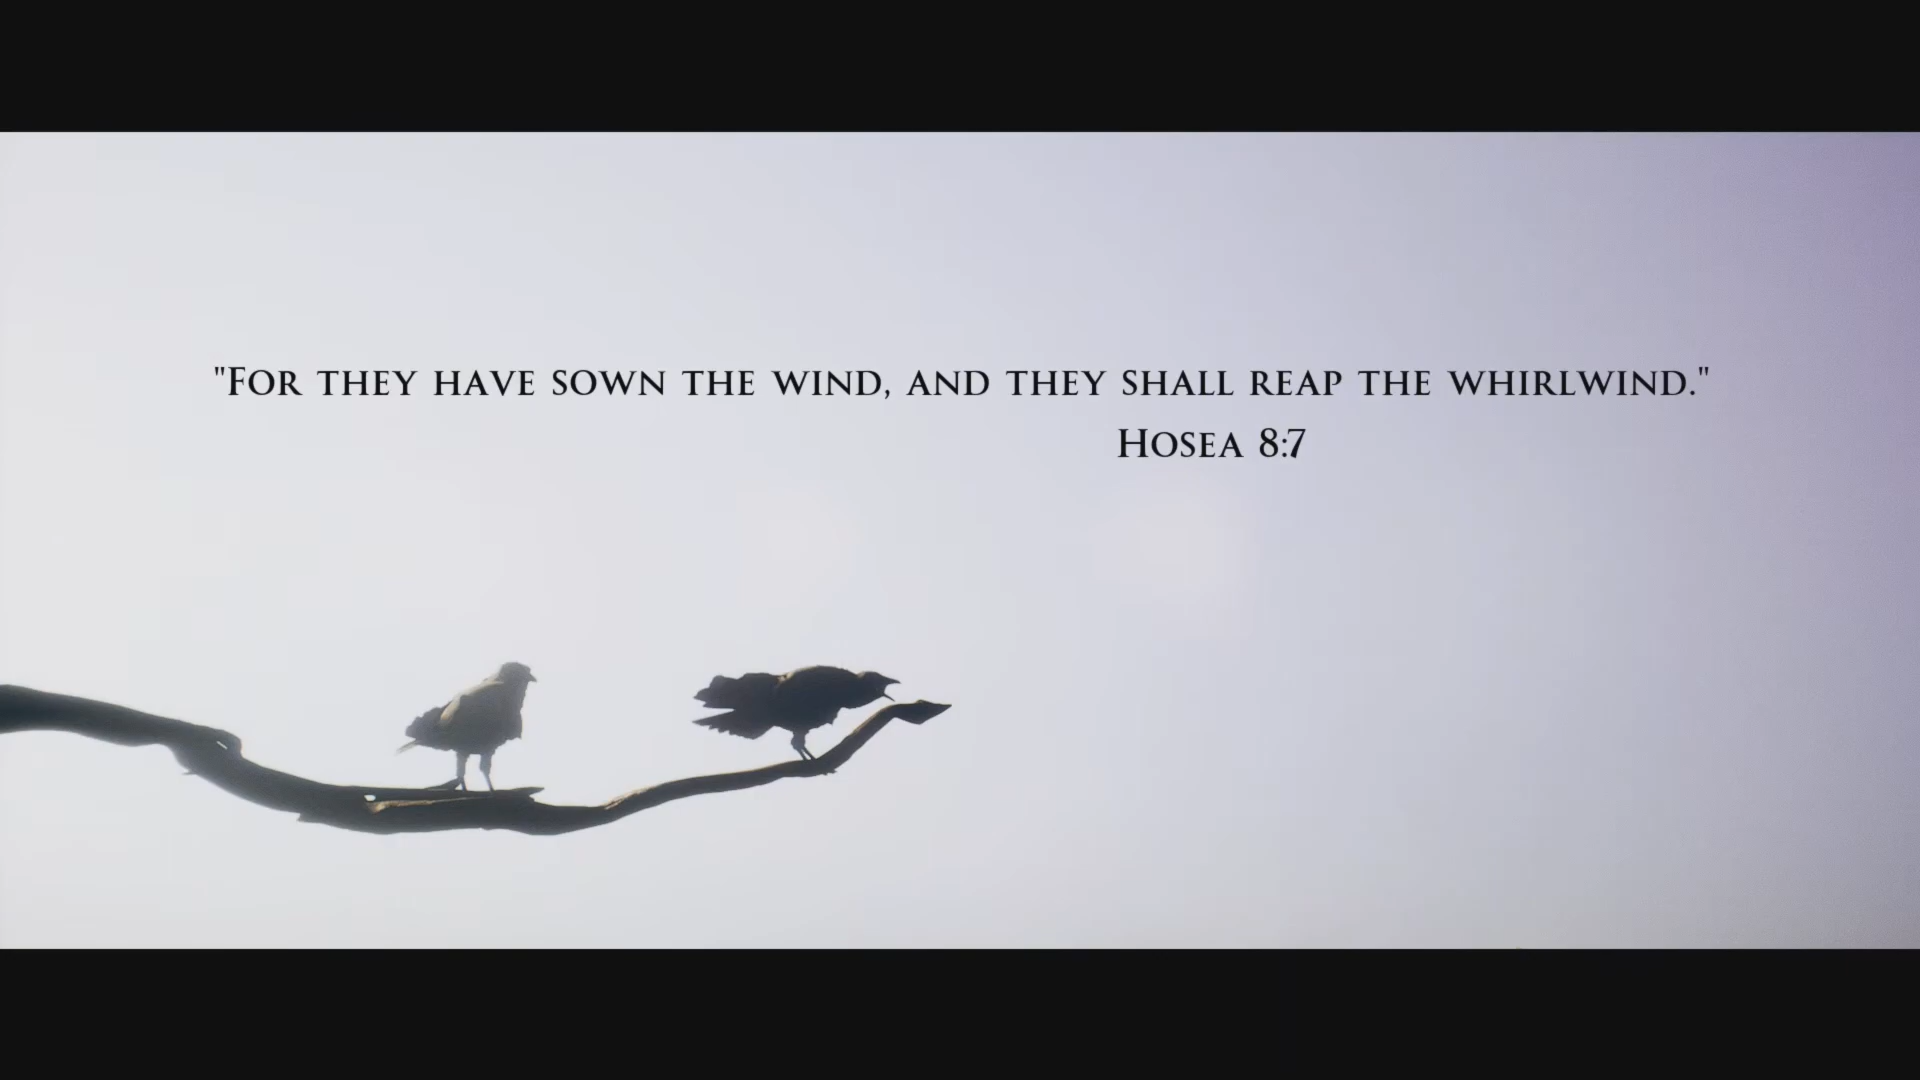 "For they have sown the wind, and they shall reap the whirlwind."
Hosea 8:7